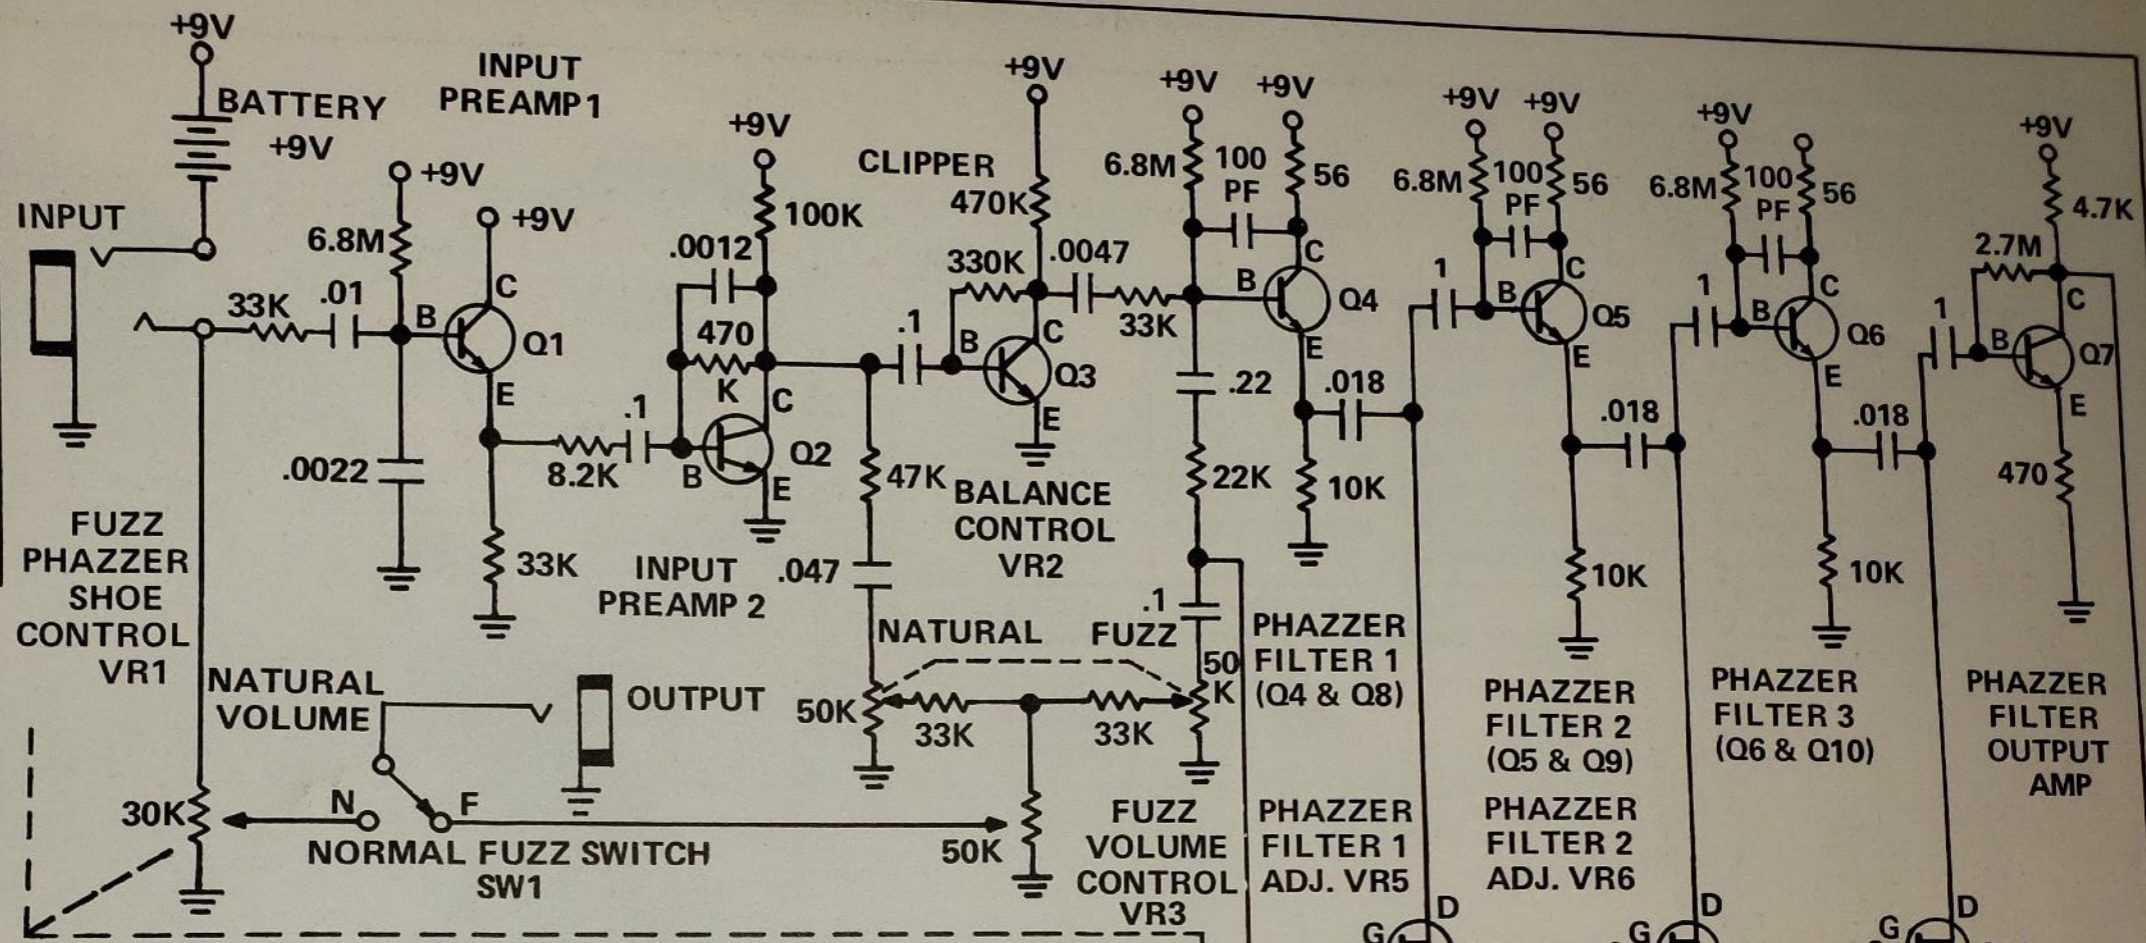 +9V
BATTERY
+9V
INPUT
PREAMP 1
INPUT
33K
.01
6.8M
+9V
+9V
B
C
E
Q1
.0022
33K
8.2K
.1
+9V
100K
.0012
470
K
B
C
E
Q2
INPUT
PREAMP 2
CLIPPER
+9V
470K
330K
.1
B
C
E
Q3
47K
.047
BALANCE
CONTROL
VR2
.0047
33K
+9V
+9V
6.8M
100
PF
56
B
C
E
Q4
.22
22K
.1
.018
10K
+9V
+9V
6.8M
100
PF
56
1
B
C
E
Q5
.018
10K
+9V
6.8M
100
PF
56
1
B
C
E
Q6
.018
10K
+9V
4.7K
2.7M
1
B
C
E
Q7
470
FUZZ
PHAZZER
SHOE
CONTROL
VR1
NATURAL
VOLUME
OUTPUT
30K
N
F
NORMAL FUZZ SWITCH
SW1
NATURAL
FUZZ
50K
33K
33K
50
K
50K
FUZZ
VOLUME
CONTROL
VR3
PHAZZER
FILTER 1
(Q4 & Q8)
PHAZZER
FILTER 1
ADJ. VR5
PHAZZER
FILTER 2
(Q5 & Q9)
PHAZZER
FILTER 2
ADJ. VR6
PHAZZER
FILTER 3
(Q6 & Q10)
PHAZZER
FILTER
OUTPUT
AMP
G
D
G
D
G
D